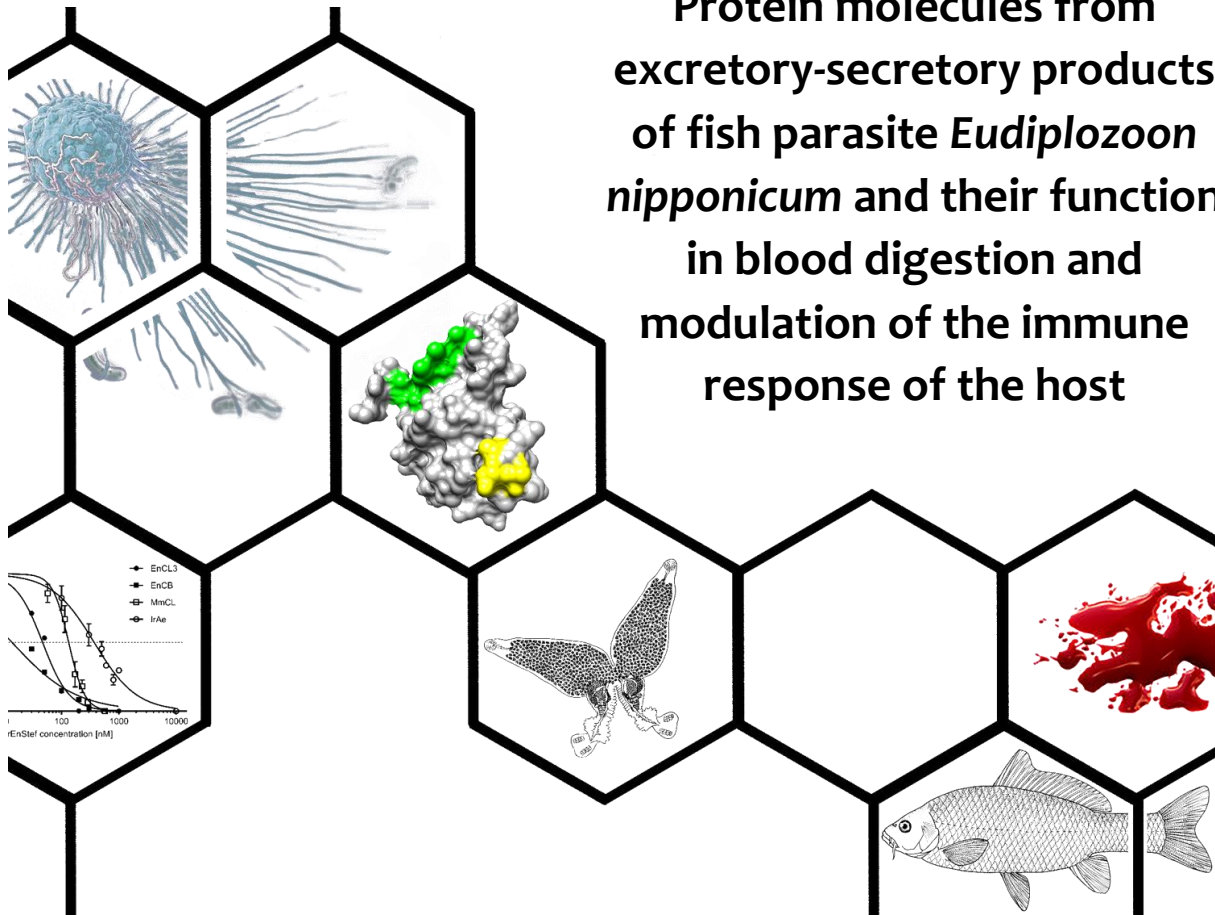 Protein molecules from
excretory-secretory products
of fish parasite Eudiplozoon
nipponicum and their function
in blood digestion and
modulation of the immune
response of the host
EnCL3
EnCB
MmCL
IrAe
100 1000 10000
rEnStef concentration [nM]